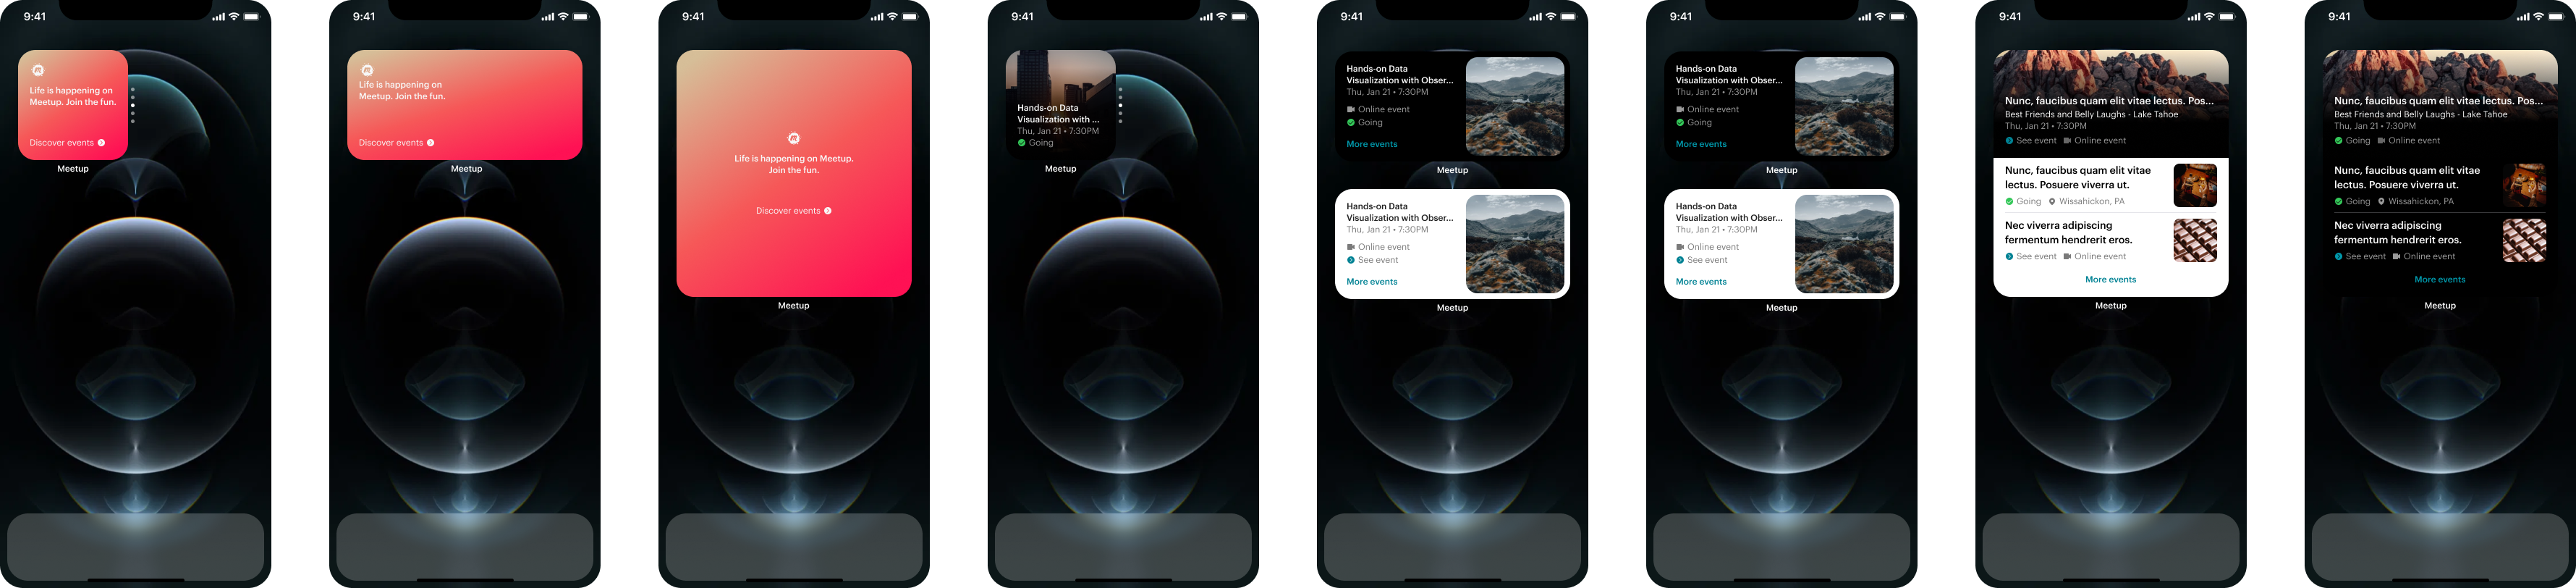 9:41
Life is happening on
Meetup. Join the fun.
Discover events
Meetup
9:41
Life is happening on
Meetup. Join the fun.
Discover events
Meetup
9:41
Life is happening on Meetup.
Join the fun.
Discover events
Meetup
9:41
Hands-on Data
Visualization with ...
Thu, Jan 21 • 7:30PM
Going
Meetup
9:41
Hands-on Data
Visualization with Obser...
Thu, Jan 21 • 7:30PM
Online event
Going
More events
Meetup
Hands-on Data
Visualization with Obser...
Thu, Jan 21 • 7:30PM
Online event
See event
More events
Meetup
9:41
Hands-on Data
Visualization with Obser...
Thu, Jan 21 • 7:30PM
Online event
Going
More events
Meetup
Hands-on Data
Visualization with Obser...
Thu, Jan 21 • 7:30PM
Online event
See event
More events
Meetup
9:41
Nunc, faucibus quam elit vitae lectus. Pos...
Best Friends and Belly Laughs - Lake Tahoe
Thu, Jan 21 • 7:30PM
See event Online event
Nunc, faucibus quam elit vitae
lectus. Posuere viverra ut.
Going Wissahickon, PA
Nec viverra adipiscing
fermentum hendrerit eros.
See event Online event
More events
Meetup
9:41
Nunc, faucibus quam elit vitae lectus. Pos...
Best Friends and Belly Laughs - Lake Tahoe
Thu, Jan 21 • 7:30PM
Going Online event
Nunc, faucibus quam elit vitae
lectus. Posuere viverra ut.
Going Wissahickon, PA
Nec viverra adipiscing
fermentum hendrerit eros.
See event Online event
More events
Meetup